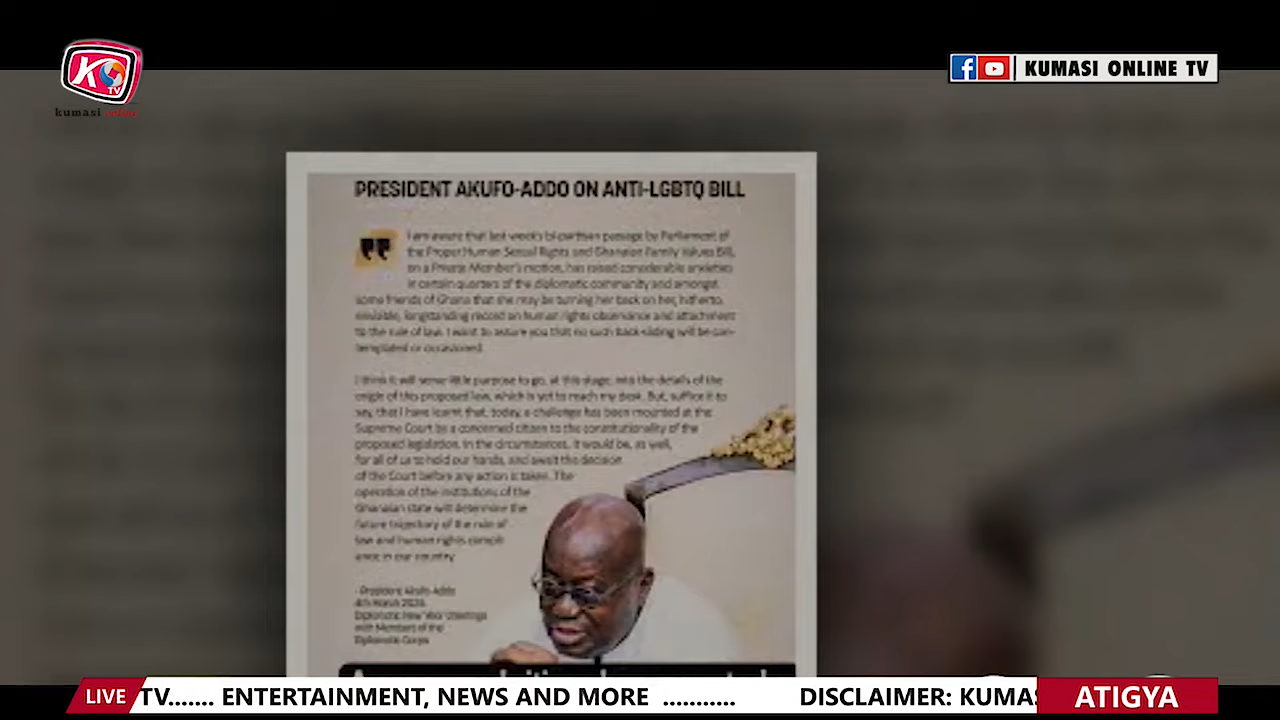 K TV
kumasi online
KUMASI ONLINE TV
PRESIDENT AKUFO-ADDO ON ANTI-LGBTQ BILL
I am aware that last week's bi-partisan passage by Parliament of
the Proper Human Sexual Rights and Ghanaian Family Values Bill,
on a Private Member's motion, has raised considerable anxieties
in certain quarters of the diplomatic community and amongst
some friends of Ghana that she may be turning her back on her, hitherto,
enviable, longstanding record on human rights observance and attachment
to the rule of law. I want to assure you that no such back-sliding will be con-
templated or occasioned.
I think it will serve little purpose to go, at this stage, into the details of the
origin of this proposed law, which is yet to reach my desk. But, suffice it to
say, that I have learnt that, today, a challenge has been mounted at the
Supreme Court by a concerned citizen to the constitutionality of the
proposed legislation. In the circumstances, it would be, as well,
for all of us to hold our hands, and await the decision
of the Court before any action is taken. The
operation of the institutions of the
Ghanaian state will determine the
future trajectory of the rule of
law and human rights compli-
ance in our country.
- President Akufo-Addo
4th March 2024
Diplomatic New Year Greetings
with Members of the
Diplomatic Corps
LIVE
TV....... ENTERTAINMENT, NEWS AND MORE ........... DISCLAIMER: KUMAS
ATIGYA